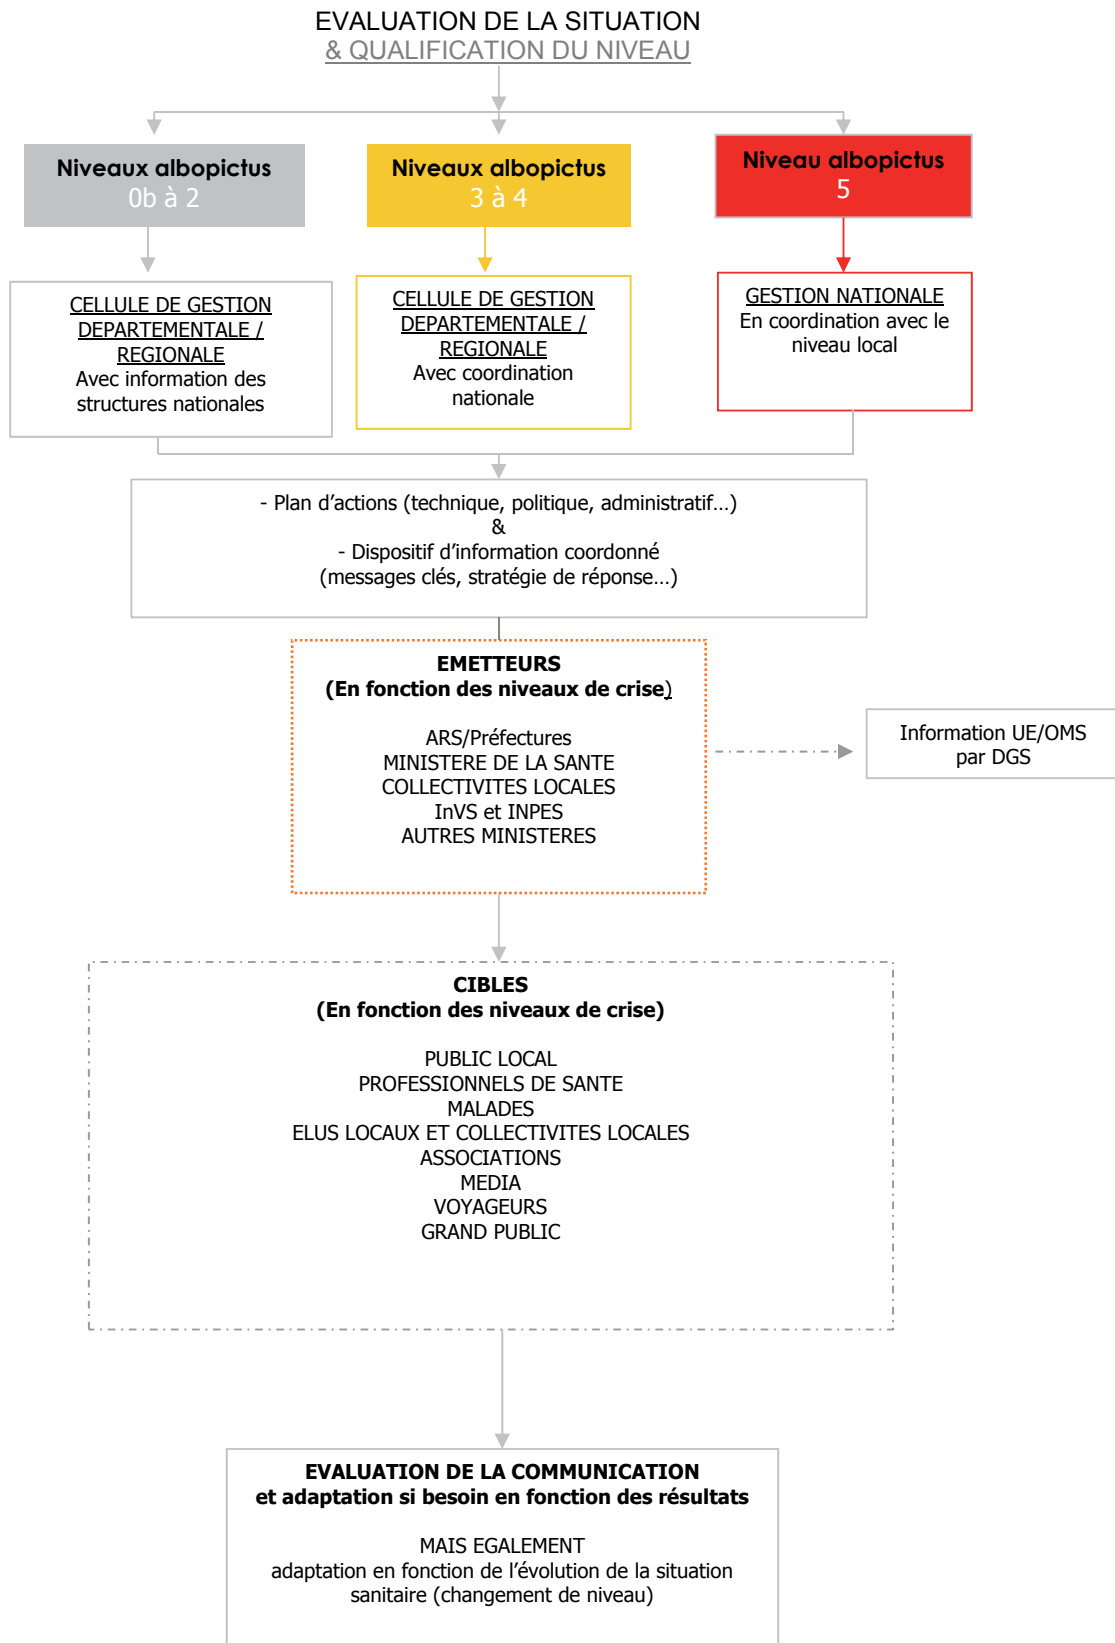 EVALUATION DE LA SITUATION
& QUALIFICATION DU NIVEAU
Niveaux albopictus
0b à 2
Niveaux albopictus
3 à 4
Niveau albopictus
5
CELLULE DE GESTION
DEPARTEMENTALE /
REGIONALE
Avec information des
structures nationales
CELLULE DE GESTION
DEPARTEMENTALE /
REGIONALE
Avec coordination
nationale
GESTION NATIONALE
En coordination avec le
niveau local
- Plan d’actions (technique, politique, administratif…)
&
- Dispositif d’information coordonné
(messages clés, stratégie de réponse…)
EMETTEURS
(En fonction des niveaux de crise)
ARS/Préfectures
MINISTERE DE LA SANTE
COLLECTIVITES LOCALES
InVS et INPES
AUTRES MINISTERES
Information UE/OMS
par DGS
CIBLES
(En fonction des niveaux de crise)
PUBLIC LOCAL
PROFESSIONNELS DE SANTE
MALADES
ELUS LOCAUX ET COLLECTIVITES LOCALES
ASSOCIATIONS
MEDIA
VOYAGEURS
GRAND PUBLIC
EVALUATION DE LA COMMUNICATION
et adaptation si besoin en fonction des résultats
MAIS EGALEMENT
adaptation en fonction de l’évolution de la situation
sanitaire (changement de niveau)